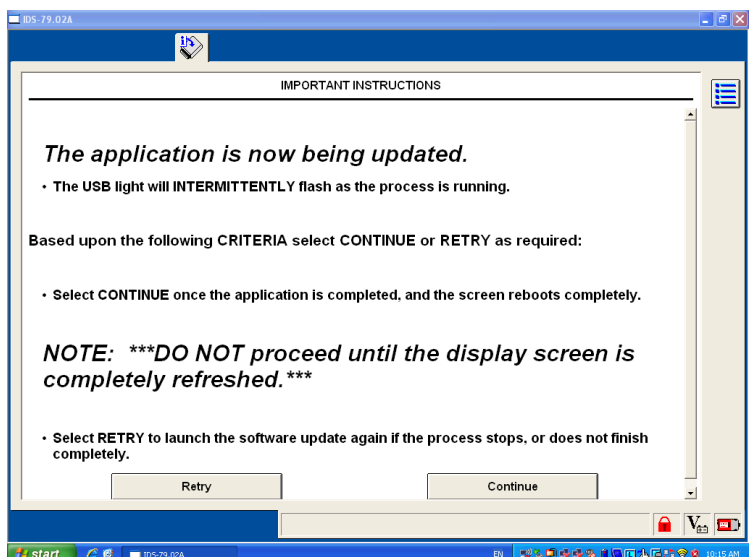 IDS-79.02A
IMPORTANT INSTRUCTIONS
The application is now being updated.
• The USB light will INTERMITTENTLY flash as the process is running.
Based upon the following CRITERIA select CONTINUE or RETRY as required:
• Select CONTINUE once the application is completed, and the screen reboots completely.
NOTE: ***DO NOT proceed until the display screen is
completely refreshed.***
• Select RETRY to launch the software update again if the process stops, or does not finish
completely.
Retry Continue
V
start IDS-79.02A EN 10:15 AM